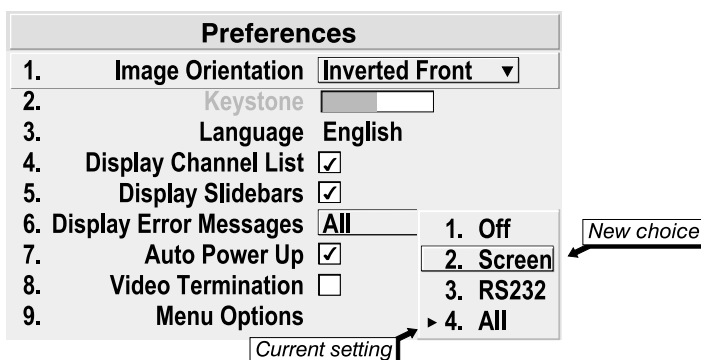 Preferences
1. Image Orientation Inverted Front ▼
2. Keystone
3. Language English
4. Display Channel List ✓
5. Display Slidebars ✓
6. Display Error Messages All
7. Auto Power Up ✓
8. Video Termination
9. Menu Options
1. Off
2. Screen
3. RS232
▸ 4. All
New choice
Current setting